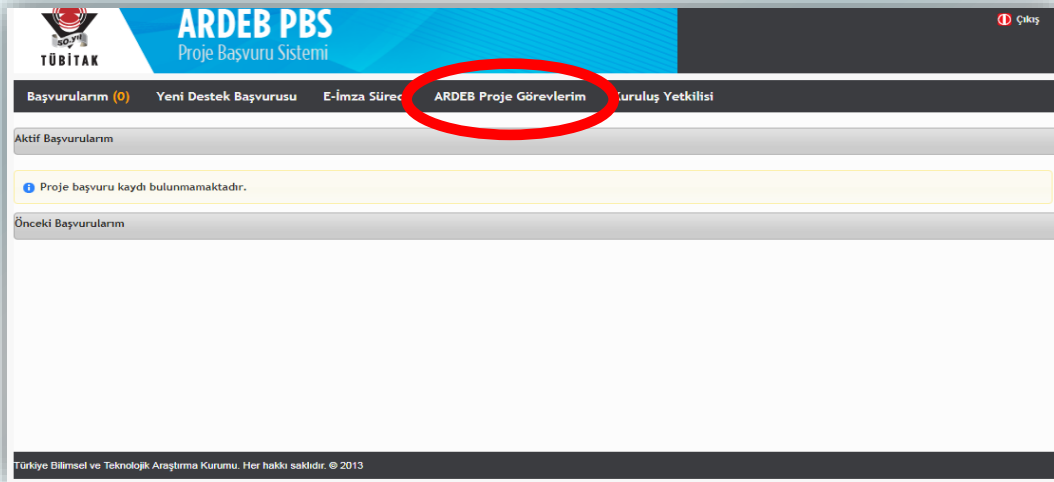 50.yıl
TÜBİTAK
ARDEB PBS
Proje Başvuru Sistemi
Çıkış
Başvurularım (0) Yeni Destek Başvurusu E-İmza Sürec ARDEB Proje Görevlerim Kuruluş Yetkilisi
Aktif Başvurularım
Proje başvuru kaydı bulunmamaktadır.
Önceki Başvurularım
Türkiye Bilimsel ve Teknolojik Araştırma Kurumu. Her hakkı saklıdır. © 2013